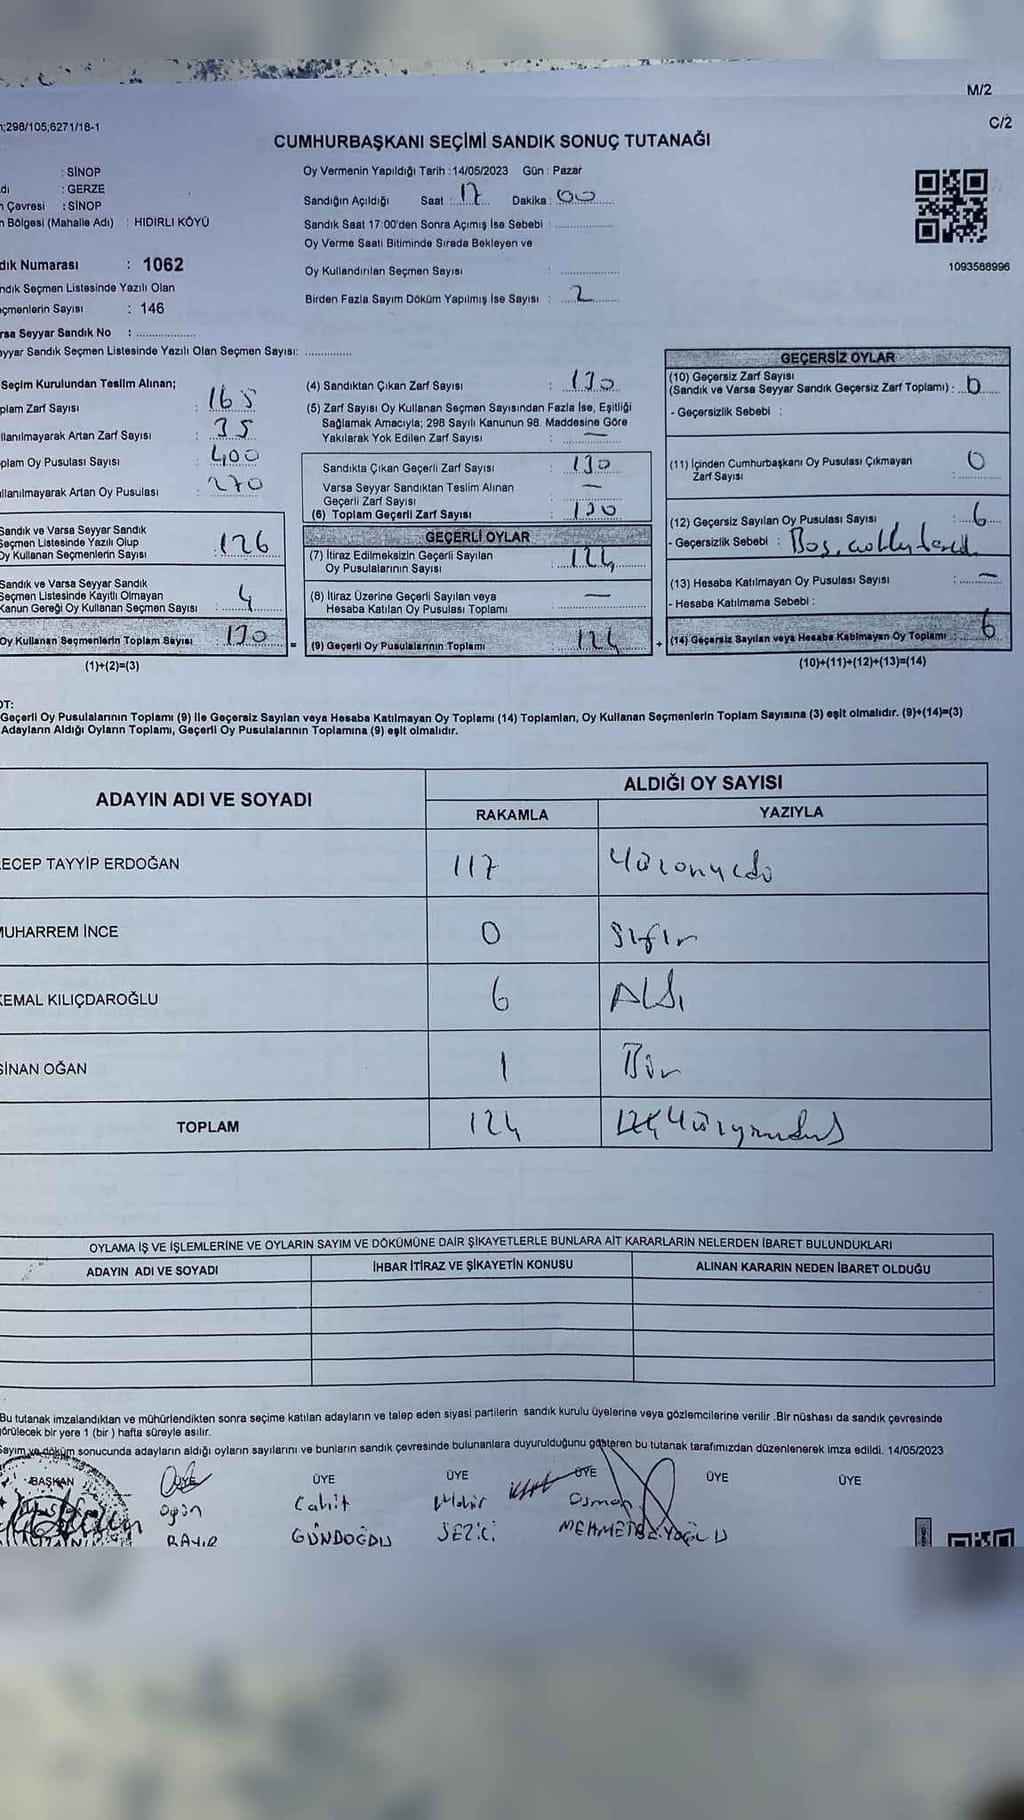 M/2
;298/105;6271/18-1
C/2
CUMHURBAŞKANI SEÇİMİ SANDIK SONUÇ TUTANAĞI
: SİNOP
: GERZE
Çevresi : SİNOP
Bölgesi (Mahalle Adı) : HIDIRLI KÖYÜ
dık Numarası : 1062
ndık Seçmen Listesinde Yazılı Olan
çmenlerin Sayısı : 146
rsa Seyyar Sandık No :
yyar Sandık Seçmen Listesinde Yazılı Olan Seçmen Sayısı:
Oy Vermenin Yapıldığı Tarih : 14/05/2023 Gün : Pazar
Sandığın Açıldığı Saat : 17 Dakika : 00
Sandık Saat 17:00'den Sonra Açımış İse Sebebi :
Oy Verme Saati Bitiminde Sırada Bekleyen ve
Oy Kullandırılan Seçmen Sayısı :
Birden Fazla Sayım Döküm Yapılmış İse Sayısı : 2
1093588996
Seçim Kurulundan Teslim Alınan;
plam Zarf Sayısı : 165
llanılmayarak Artan Zarf Sayısı : 35
plam Oy Pusulası Sayısı : 400
ullanılmayarak Artan Oy Pusulası : 270
Sandık ve Varsa Seyyar Sandık
Seçmen Listesinde Yazılı Olup
Oy Kullanan Seçmenlerin Sayısı : 126
Sandık ve Varsa Seyyar Sandık
Seçmen Listesinde Kayıtlı Olmayan
Kanun Gereği Oy Kullanan Seçmen Sayısı : 4
Oy Kullanan Seçmenlerin Toplam Sayısı : 130 =
(1)+(2)=(3)
(4) Sandıktan Çıkan Zarf Sayısı : 130
(5) Zarf Sayısı Oy Kullanan Seçmen Sayısından Fazla İse, Eşitliği
Sağlamak Amacıyla; 298 Sayılı Kanunun 98. Maddesine Göre
Yakılarak Yok Edilen Zarf Sayısı : —
Sandıkta Çıkan Geçerli Zarf Sayısı : 130
Varsa Seyyar Sandıktan Teslim Alınan
Geçerli Zarf Sayısı : —
(6) Toplam Geçerli Zarf Sayısı : 130
GEÇERLİ OYLAR
(7) İtiraz Edilmeksizin Geçerli Sayılan
Oy Pusulalarının Sayısı : 124
(8) İtiraz Üzerine Geçerli Sayılan veya
Hesaba Katılan Oy Pusulası Toplamı : —
(9) Geçerli Oy Pusulalarının Toplamı : 124 +
GEÇERSİZ OYLAR
(10) Geçersiz Zarf Sayısı
(Sandık ve Varsa Seyyar Sandık Geçersiz Zarf Toplamı) : 0
- Geçersizlik Sebebi :
(11) İçinden Cumhurbaşkanı Oy Pusulası Çıkmayan
Zarf Sayısı : 0
(12) Geçersiz Sayılan Oy Pusulası Sayısı : 6
- Geçersizlik Sebebi : Boş,
(13) Hesaba Katılmayan Oy Pusulası Sayısı : —
- Hesaba Katılmama Sebebi :
(14) Geçersiz Sayılan veya Hesaba Katılmayan Oy Toplamı : 6
(10)+(11)+(12)+(13)=(14)
OT:
Geçerli Oy Pusulalarının Toplamı (9) ile Geçersiz Sayılan veya Hesaba Katılmayan Oy Toplamı (14) Toplamları, Oy Kullanan Seçmenlerin Toplam Sayısına (3) eşit olmalıdır. (9)+(14)=(3)
Adayların Aldığı Oyların Toplamı, Geçerli Oy Pusulalarının Toplamına (9) eşit olmalıdır.
ADAYIN ADI VE SOYADI
ALDIĞI OY SAYISI
RAKAMLA YAZIYLA
ECEP TAYYİP ERDOĞAN 117 Yüzonyedi
MUHARREM İNCE 0 Sıfır
KEMAL KILIÇDAROĞLU 6 Altı
SİNAN OĞAN 1 Bir
TOPLAM 124
OYLAMA İŞ VE İŞLEMLERİNE VE OYLARIN SAYIM VE DÖKÜMÜNE DAİR ŞİKAYETLERLE BUNLARA AİT KARARLARIN NELERDEN İBARET BULUNDUKLARI
ADAYIN ADI VE SOYADI İHBAR İTİRAZ VE ŞİKAYETİN KONUSU ALINAN KARARIN NEDEN İBARET OLDUĞU
Bu tutanak imzalandıktan ve mühürlendikten sonra seçime katılan adayların ve talep eden siyasi partilerin sandık kurulu üyelerine veya gözlemcilerine verilir .Bir nüshası da sandık çevresinde
görülecek bir yere 1 (bir ) hafta süreyle asılır.
Sayım ve döküm sonucunda adayların aldığı oyların sayılarını ve bunların sandık çevresinde bulunanlara duyurulduğunu gösteren bu tutanak tarafımızdan düzenlenerek imza edildi. 14/05/2023
BAŞKAN ÜYE ÜYE ÜYE ÜYE ÜYE ÜYE
Cahit Osman
GÜNDOĞDU SEZİCİ